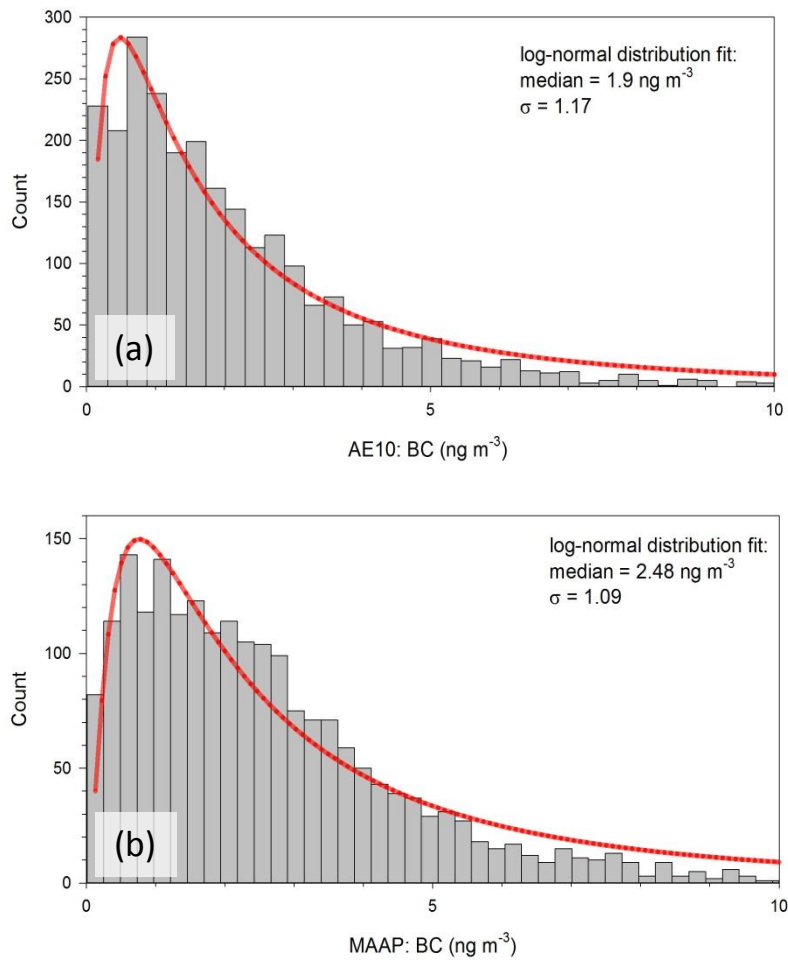 300
250
200
150
100
50
0
Count
log-normal distribution fit:
median = 1.9 ng m⁻³
σ = 1.17
(a)
0 5 10
AE10: BC (ng m⁻³)
150
100
50
0
Count
log-normal distribution fit:
median = 2.48 ng m⁻³
σ = 1.09
(b)
0 5 10
MAAP: BC (ng m⁻³)